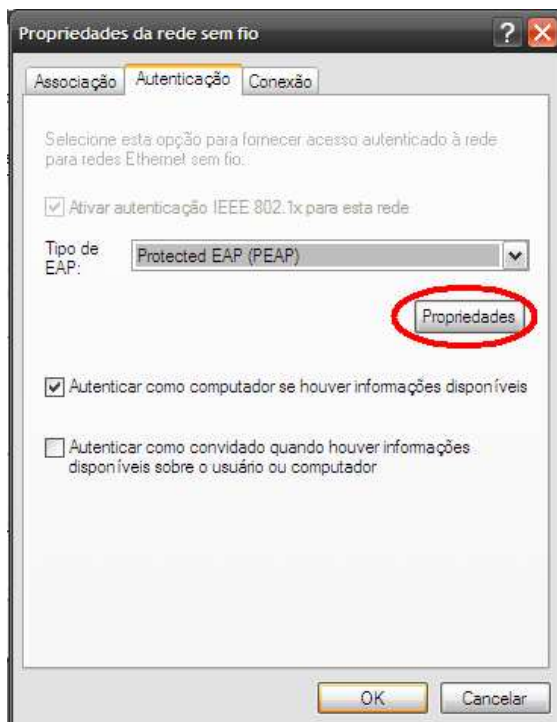 Propriedades da rede sem fio
?
Associação Autenticação Conexão
Selecione esta opção para fornecer acesso autenticado à rede
para redes Ethernet sem fio.
Ativar autenticação IEEE 802.1x para esta rede
Tipo de
EAP:
Protected EAP (PEAP)
Propriedades
Autenticar como computador se houver informações disponíveis
Autenticar como convidado quando houver informações
disponíveis sobre o usuário ou computador
OK Cancelar